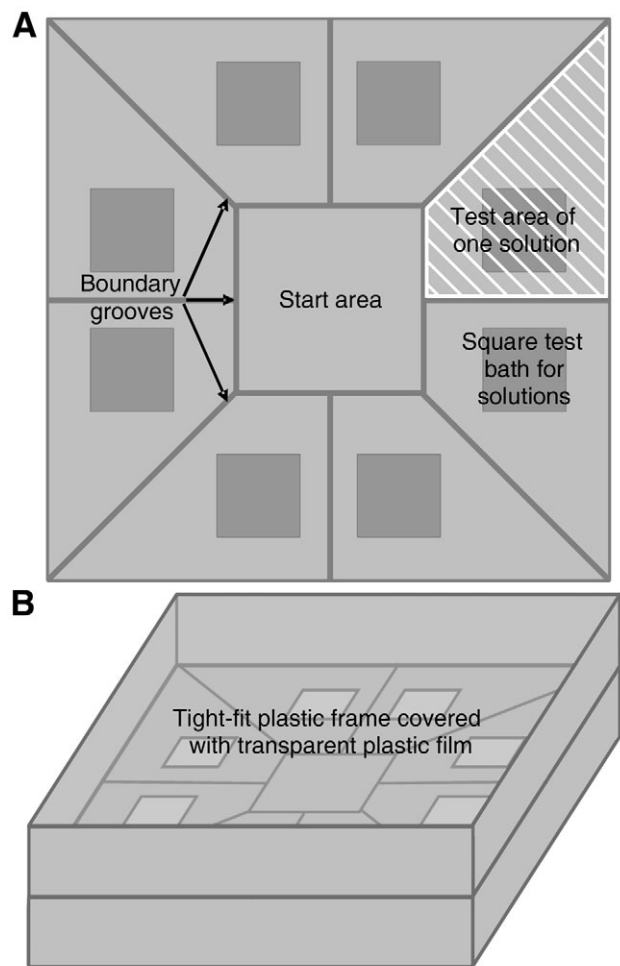 A
Test area of
one solution
Boundary
grooves
Start area
Square test
bath for
solutions
B
Tight-fit plastic frame covered
with transparent plastic film